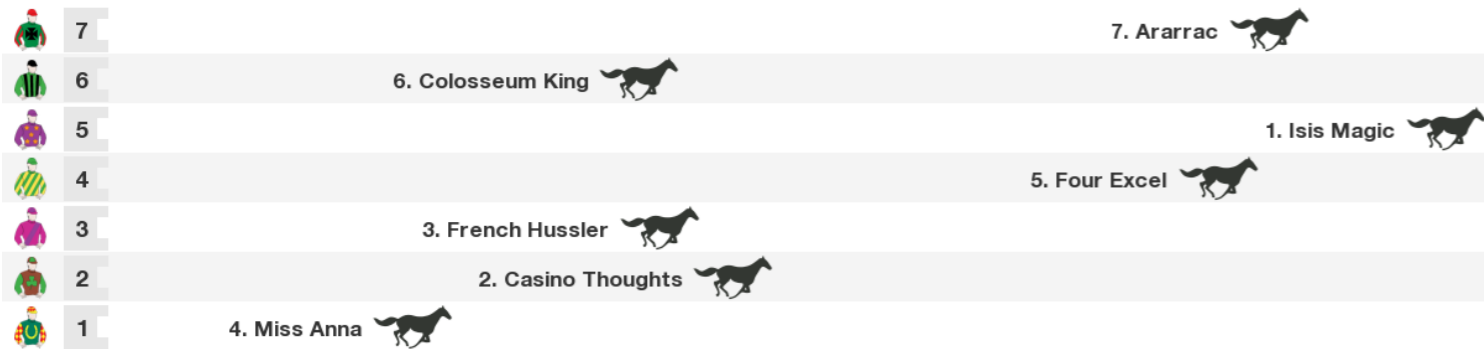 7 7. Ararrac
6 6. Colosseum King
5 1. Isis Magic
4 5. Four Excel
3 3. French Hussler
2 2. Casino Thoughts
1 4. Miss Anna